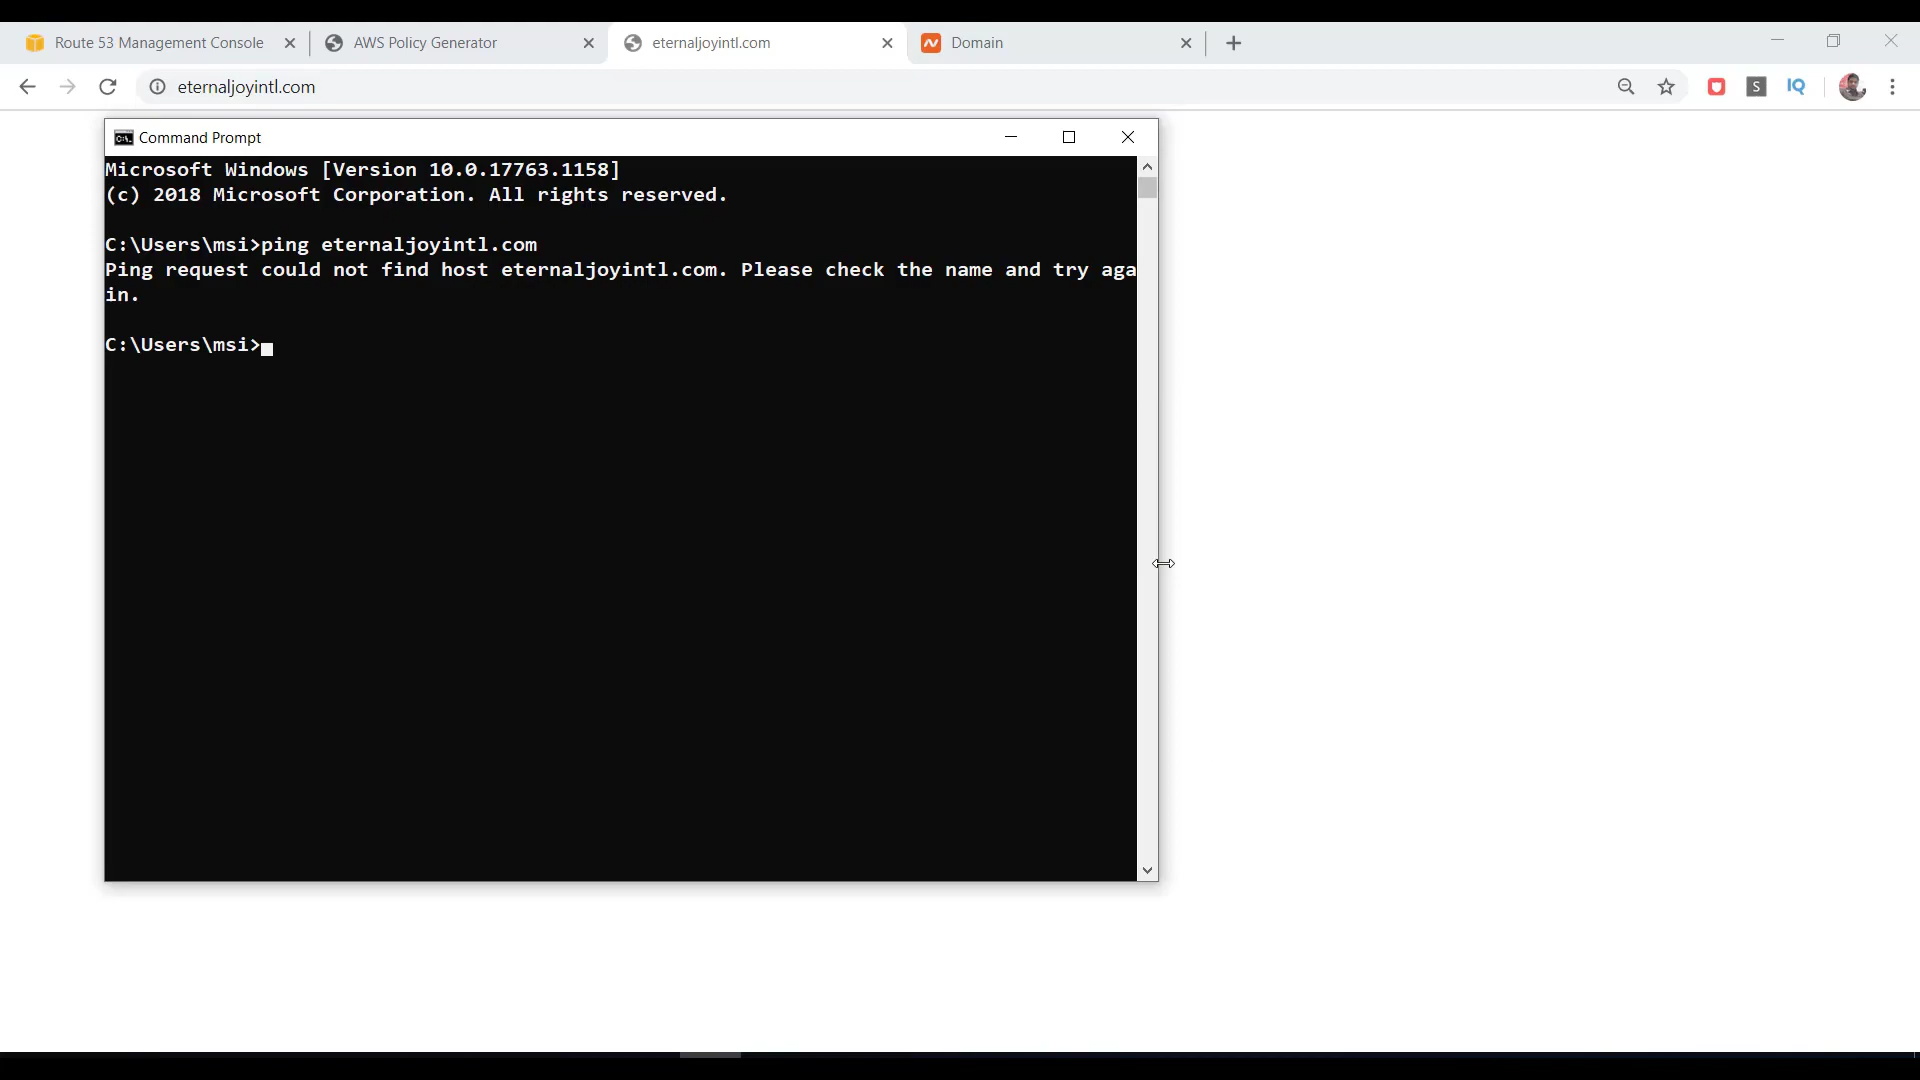 Route 53 Management Console
AWS Policy Generator
eternaljoyintl.com
Domain
eternaljoyintl.com
S
IQ
Command Prompt
Microsoft Windows [Version 10.0.17763.1158]
(c) 2018 Microsoft Corporation. All rights reserved.
C:\Users\msi>ping eternaljoyintl.com
Ping request could not find host eternaljoyintl.com. Please check the name and try aga
in.
C:\Users\msi>